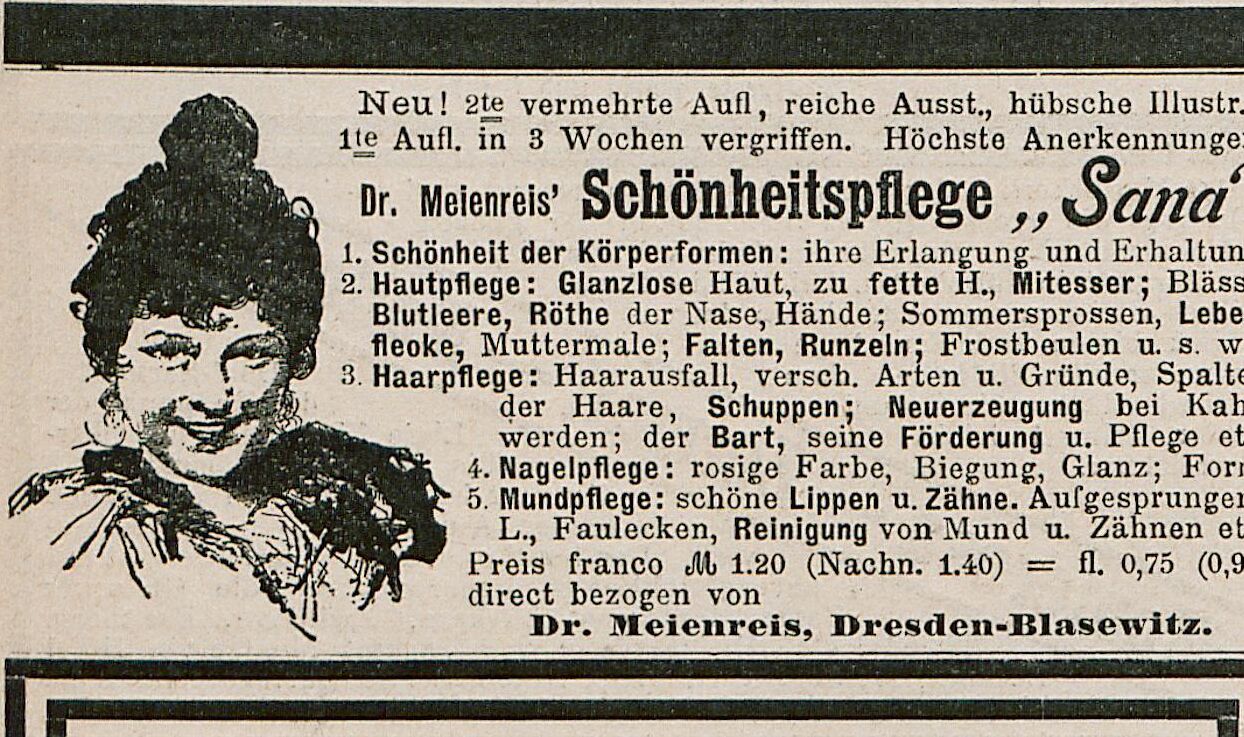 Neu! 2te vermehrte Aufl, reiche Ausst., hübsche Illustr.
1te Aufl. in 3 Wochen vergriffen. Höchste Anerkennunge
Dr. Meienreis' Schönheitspflege „Sana“
1. Schönheit der Körperformen: ihre Erlangung und Erhaltun
2. Hautpflege: Glanzlose Haut, zu fette H., Mitesser; Bläss
Blutleere, Röthe der Nase, Hände; Sommersprossen, Lebe
fleoke, Muttermale; Falten, Runzeln; Frostbeulen u. s. w
3. Haarpflege: Haarausfall, versch. Arten u. Gründe, Spalte
der Haare, Schuppen; Neuerzeugung bei Kah
werden; der Bart, seine Förderung u. Pflege et
4. Nagelpflege: rosige Farbe, Biegung, Glanz; For
5. Mundpflege: schöne Lippen u. Zähne. Aufgesprunge
L., Faulecken, Reinigung von Mund u. Zähnen et
Preis franco M 1.20 (Nachn. 1.40) = fl. 0,75 (0,9
direct bezogen von
Dr. Meienreis, Dresden-Blasewitz.